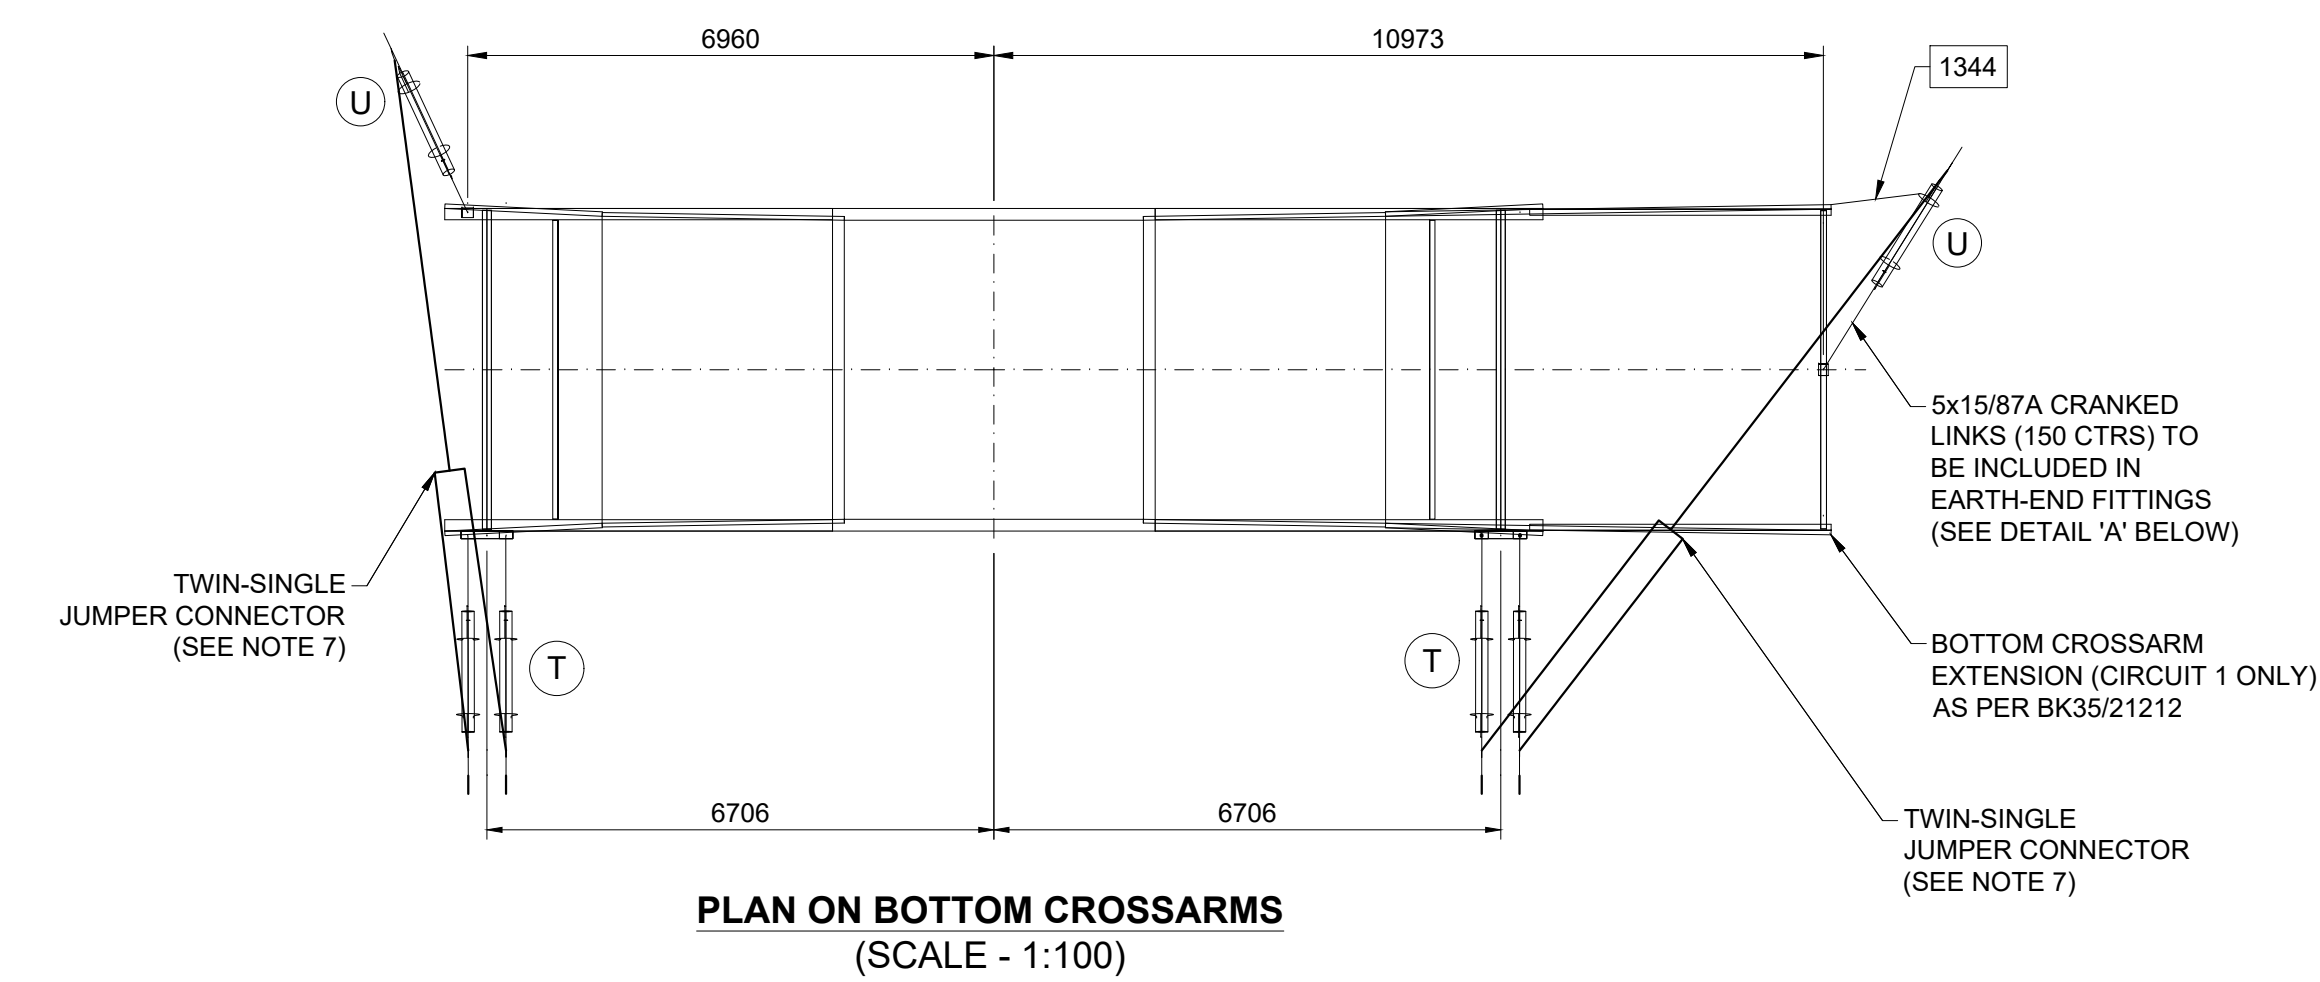 6960
10973
1344
U
U
5x15/87A CRANKED
LINKS (150 CTRS) TO
BE INCLUDED IN
EARTH-END FITTINGS
(SEE DETAIL 'A' BELOW)
TWIN-SINGLE
JUMPER CONNECTOR
(SEE NOTE 7)
T
T
BOTTOM CROSSARM
EXTENSION (CIRCUIT 1 ONLY)
AS PER BK35/21212
6706
6706
TWIN-SINGLE
JUMPER CONNECTOR
(SEE NOTE 7)
PLAN ON BOTTOM CROSSARMS
(SCALE - 1:100)